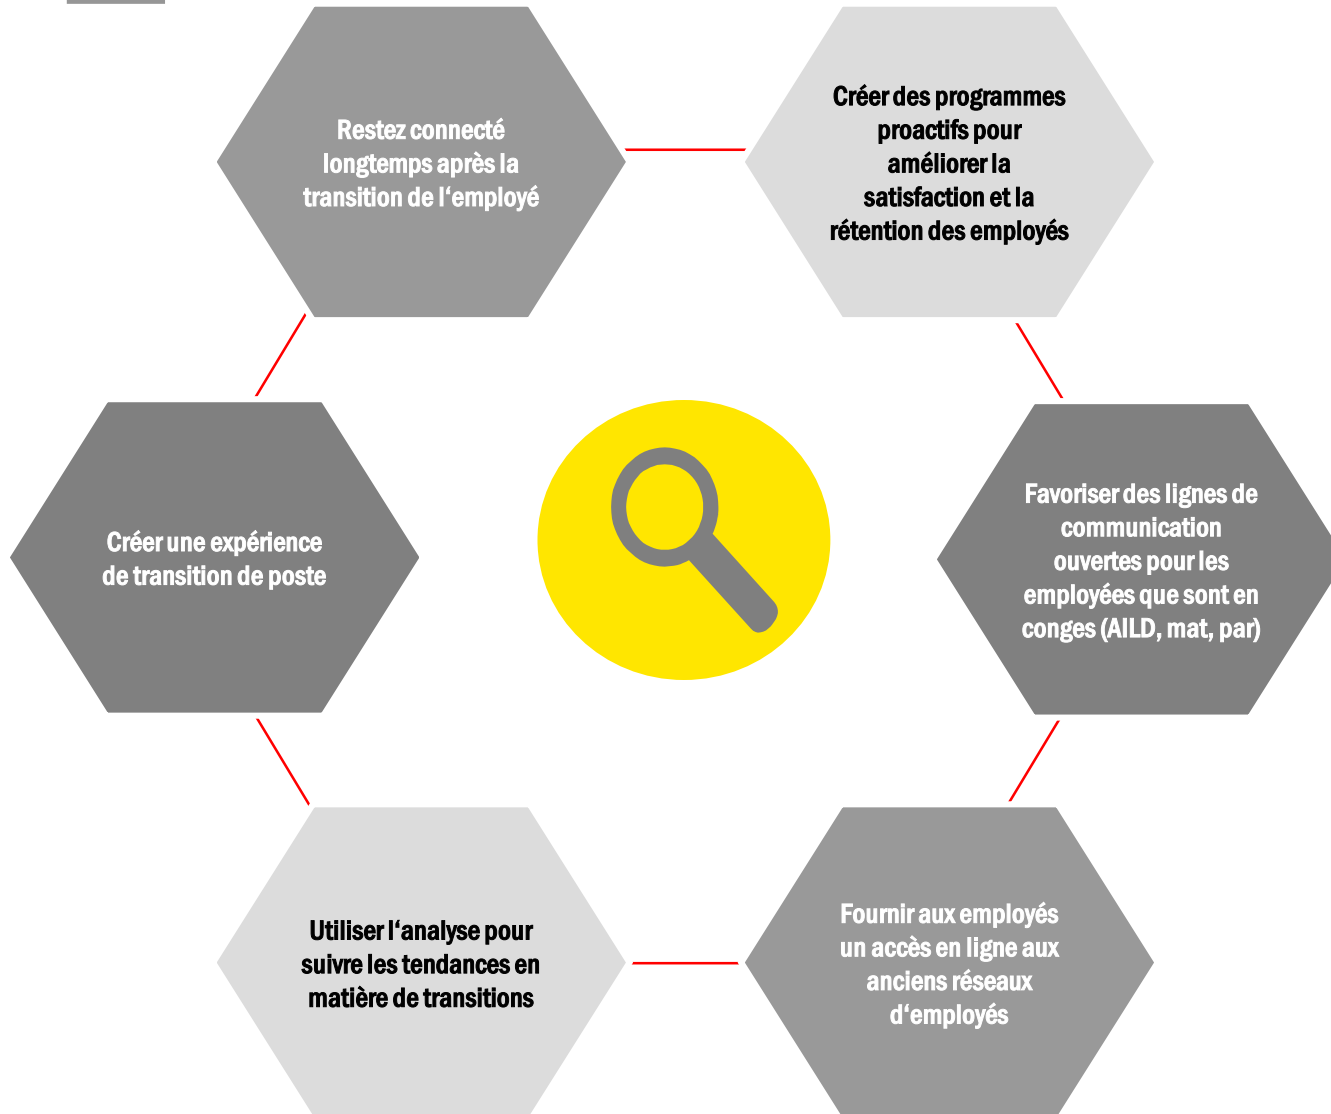 Restez connecté
longtemps après la
transition de l‘employé
Créer des programmes
proactifs pour
améliorer la
satisfaction et la
rétention des employés
Créer une expérience
de transition de poste
Favoriser des lignes de
communication
ouvertes pour les
employées que sont en
conges (AILD, mat, par)
Utiliser l‘analyse pour
suivre les tendances en
matière de transitions
Fournir aux employés
un accès en ligne aux
anciens réseaux
d‘employés